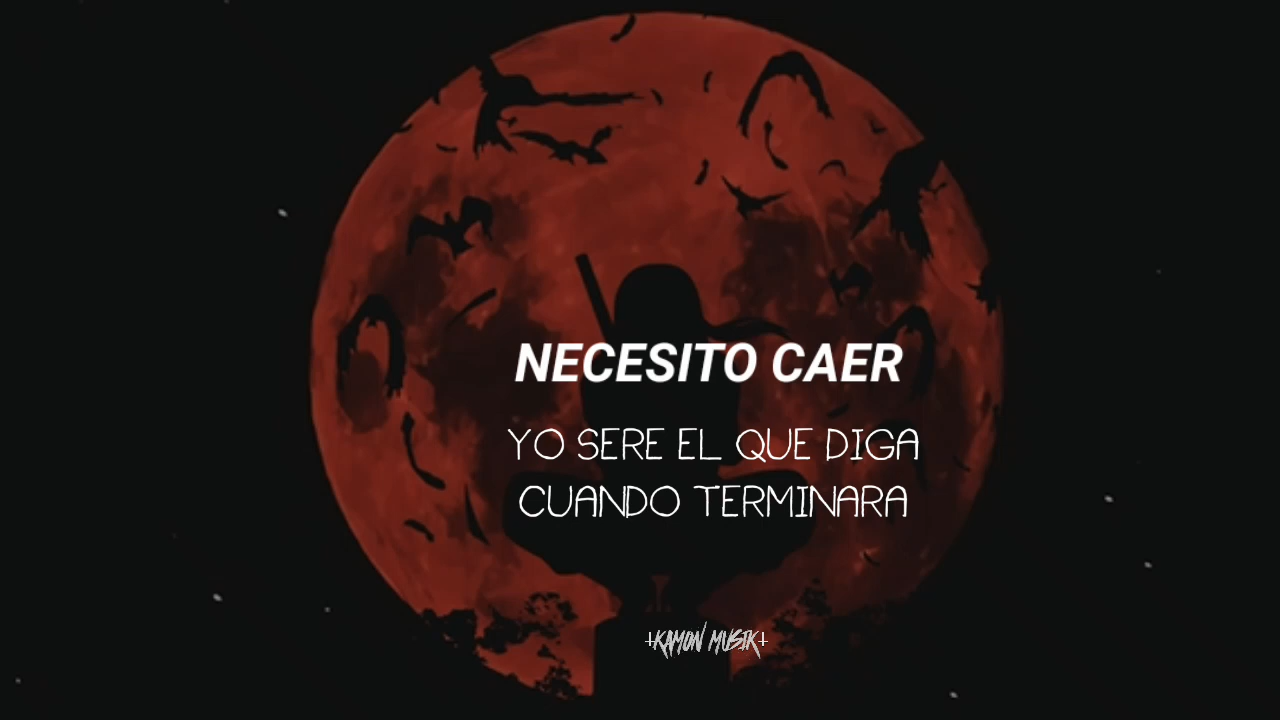 NECESITO CAER
YO SERE EL QUE DIGA
CUANDO TERMINARA
+KAMON MUSIK+